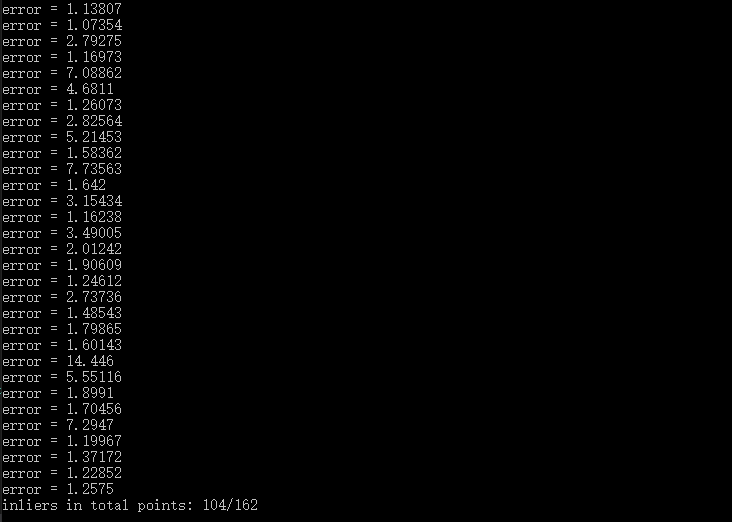 error = 1.13807
error = 1.07354
error = 2.79275
error = 1.16973
error = 7.08862
error = 4.6811
error = 1.26073
error = 2.82564
error = 5.21453
error = 1.58362
error = 7.73563
error = 1.642
error = 3.15434
error = 1.16238
error = 3.49005
error = 2.01242
error = 1.90609
error = 1.24612
error = 2.73736
error = 1.48543
error = 1.79865
error = 1.60143
error = 14.446
error = 5.55116
error = 1.8991
error = 1.70456
error = 7.2947
error = 1.19967
error = 1.37172
error = 1.22852
error = 1.2575
inliers in total points: 104/162